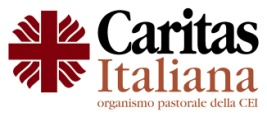 Caritas
Italiana
organismo pastorale della CEI